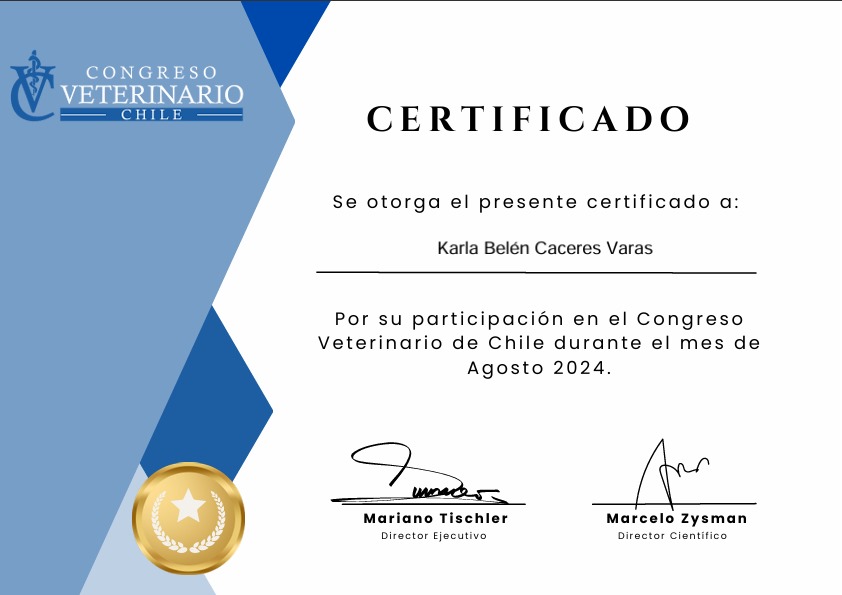 CONGRESO
VETERINARIO
CHILE
CERTIFICADO
Se otorga el presente certificado a:
Karla Belén Caceres Varas
Por su participación en el Congreso
Veterinario de Chile durante el mes de
Agosto 2024.
Mariano Tischler
Director Ejecutivo
Marcelo Zysman
Director Científico